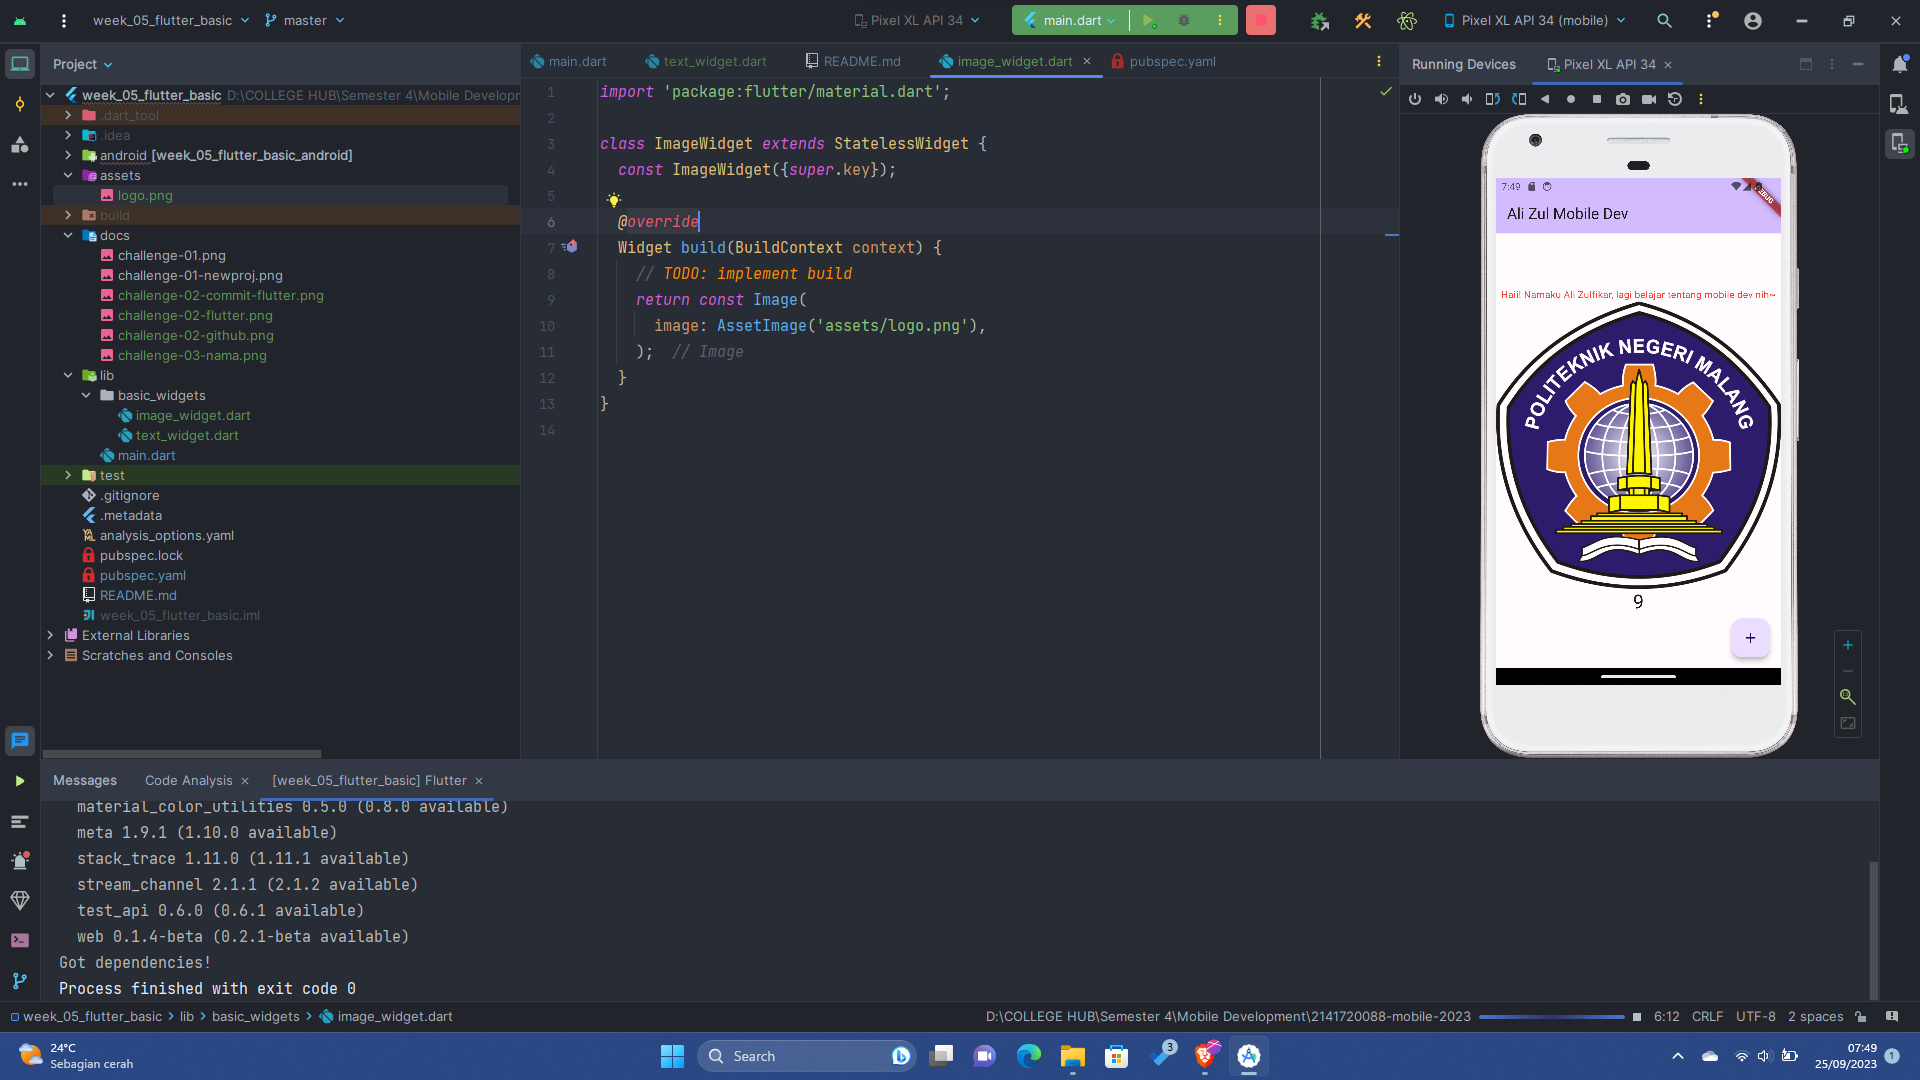 week_05_flutter_basic
master
Pixel XL API 34
main.dart
Pixel XL API 34 (mobile)
Project
main.dart
text_widget.dart
README.md
image_widget.dart
pubspec.yaml
Running Devices
Pixel XL API 34
week_05_flutter_basic D:\COLLEGE HUB\Semester 4\Mobile Developr
.dart_tool
.idea
android [week_05_flutter_basic_android]
assets
logo.png
build
docs
challenge-01.png
challenge-01-newproj.png
challenge-02-commit-flutter.png
challenge-02-flutter.png
challenge-02-github.png
challenge-03-nama.png
lib
basic_widgets
image_widget.dart
text_widget.dart
main.dart
test
.gitignore
.metadata
analysis_options.yaml
pubspec.lock
pubspec.yaml
README.md
week_05_flutter_basic.iml
External Libraries
Scratches and Consoles
1 import 'package:flutter/material.dart';
2
3 class ImageWidget extends StatelessWidget {
4 const ImageWidget({super.key});
5
6 @override
7 Widget build(BuildContext context) {
8 // TODO: implement build
9 return const Image(
10 image: AssetImage('assets/logo.png'),
11 ); // Image
12 }
13 }
14
7:49
DEBUG
Ali Zul Mobile Dev
Haii! Namaku Ali Zulfikar, lagi belajar tentang mobile dev nih~
POLITEKNIK NEGERI MALANG
9
+
Messages
Code Analysis
[week_05_flutter_basic] Flutter
material_color_utilities 0.5.0 (0.8.0 available)
meta 1.9.1 (1.10.0 available)
stack_trace 1.11.0 (1.11.1 available)
stream_channel 2.1.1 (2.1.2 available)
test_api 0.6.0 (0.6.1 available)
web 0.1.4-beta (0.2.1-beta available)
Got dependencies!
Process finished with exit code 0
week_05_flutter_basic > lib > basic_widgets > image_widget.dart
D:\COLLEGE HUB\Semester 4\Mobile Development\2141720088-mobile-2023
6:12
CRLF
UTF-8
2 spaces
24°C
Sebagian cerah
Search
3
07:49
25/09/2023
1